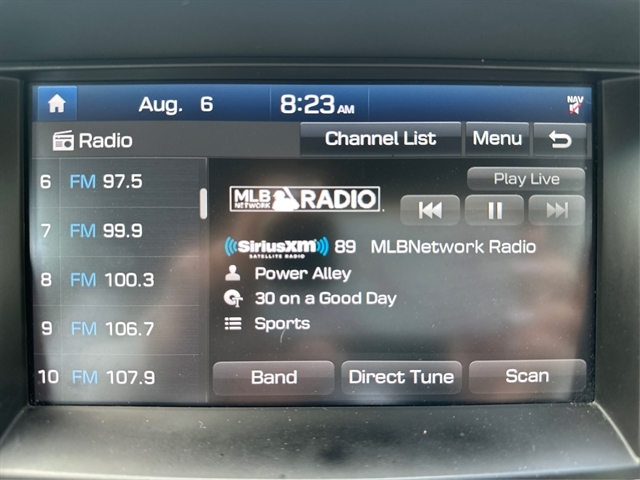 Aug. 6 8:23 AM NAV
Radio Channel List Menu
6 FM 97.5
7 FM 99.9
8 FM 100.3
9 FM 106.7
10 FM 107.9
Play Live
MLB NETWORK RADIO
((SiriusXM)) 89 MLBNetwork Radio
SATELLITE RADIO
Power Alley
30 on a Good Day
Sports
Band Direct Tune Scan